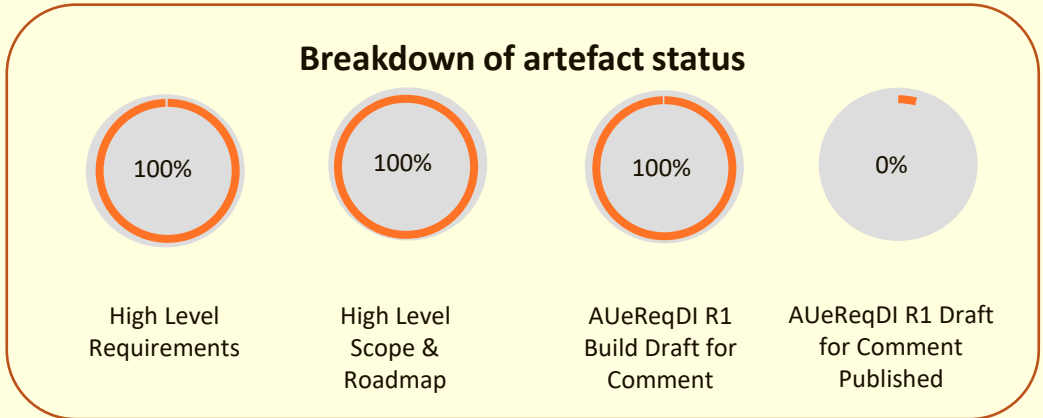 Breakdown of artefact status
100%
100%
100%
0%
High Level
Requirements
High Level
Scope &
Roadmap
AUeReqDI R1
Build Draft for
Comment
AUeReqDI R1 Draft
for Comment
Published